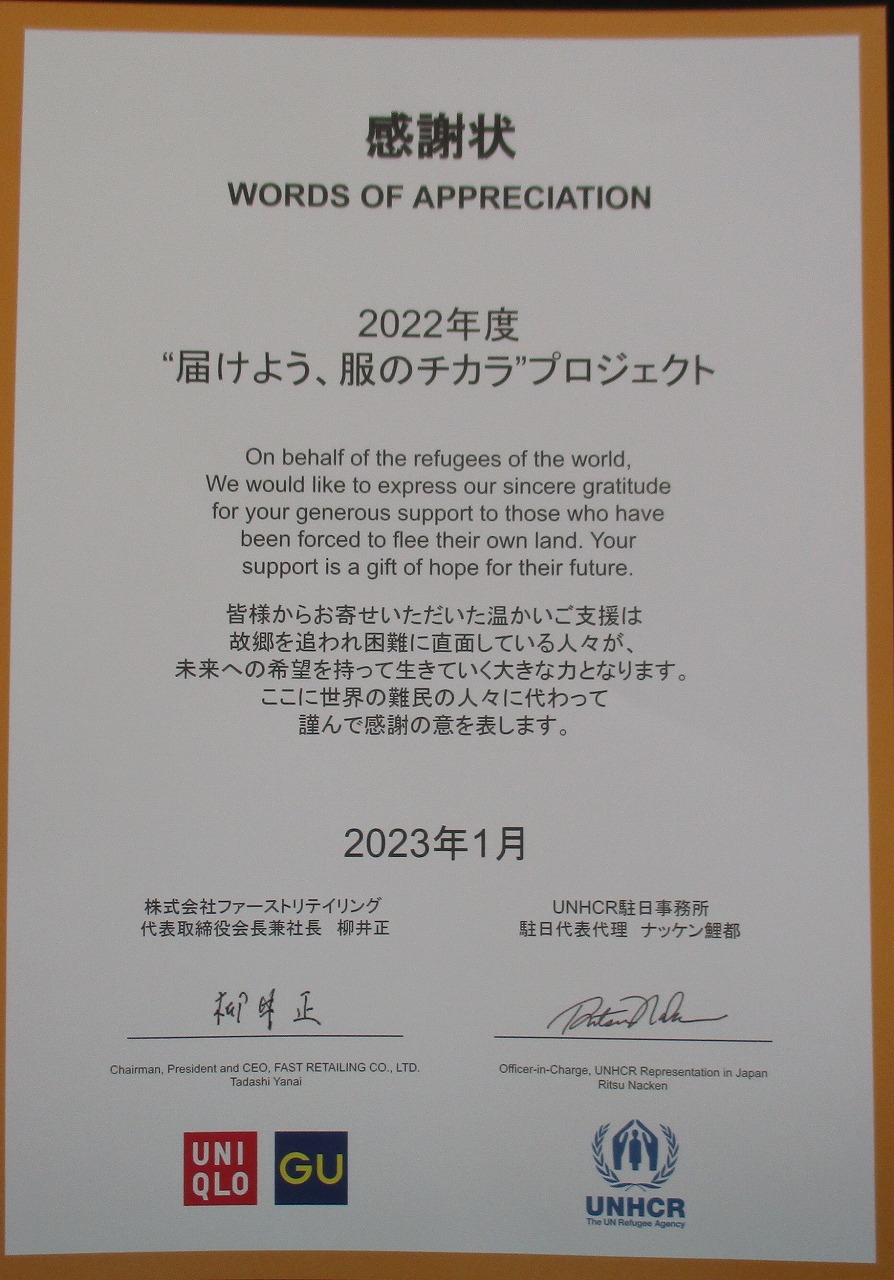 感謝状
WORDS OF APPRECIATION
2022年度
“届けよう、服のチカラ”プロジェクト
On behalf of the refugees of the world,
We would like to express our sincere gratitude
for your generous support to those who have
been forced to flee their own land. Your
support is a gift of hope for their future.
皆様からお寄せいただいた温かいご支援は
故郷を追われ困難に直面している人々が、
未来への希望を持って生きていく大きな力となります。
ここに世界の難民の人々に代わって
謹んで感謝の意を表します。
2023年1月
株式会社ファーストリテイリング
代表取締役会長兼社長 柳井正
柳井正
Chairman, President and CEO, FAST RETAILING CO., LTD.
Tadashi Yanai
UNHCR駐日事務所
駐日代表代理 ナッケン鯉都
Ritsu Nacken
Officer-in-Charge, UNHCR Representation in Japan
Ritsu Nacken
UNI
QLO
GU
UNHCR
The UN Refugee Agency